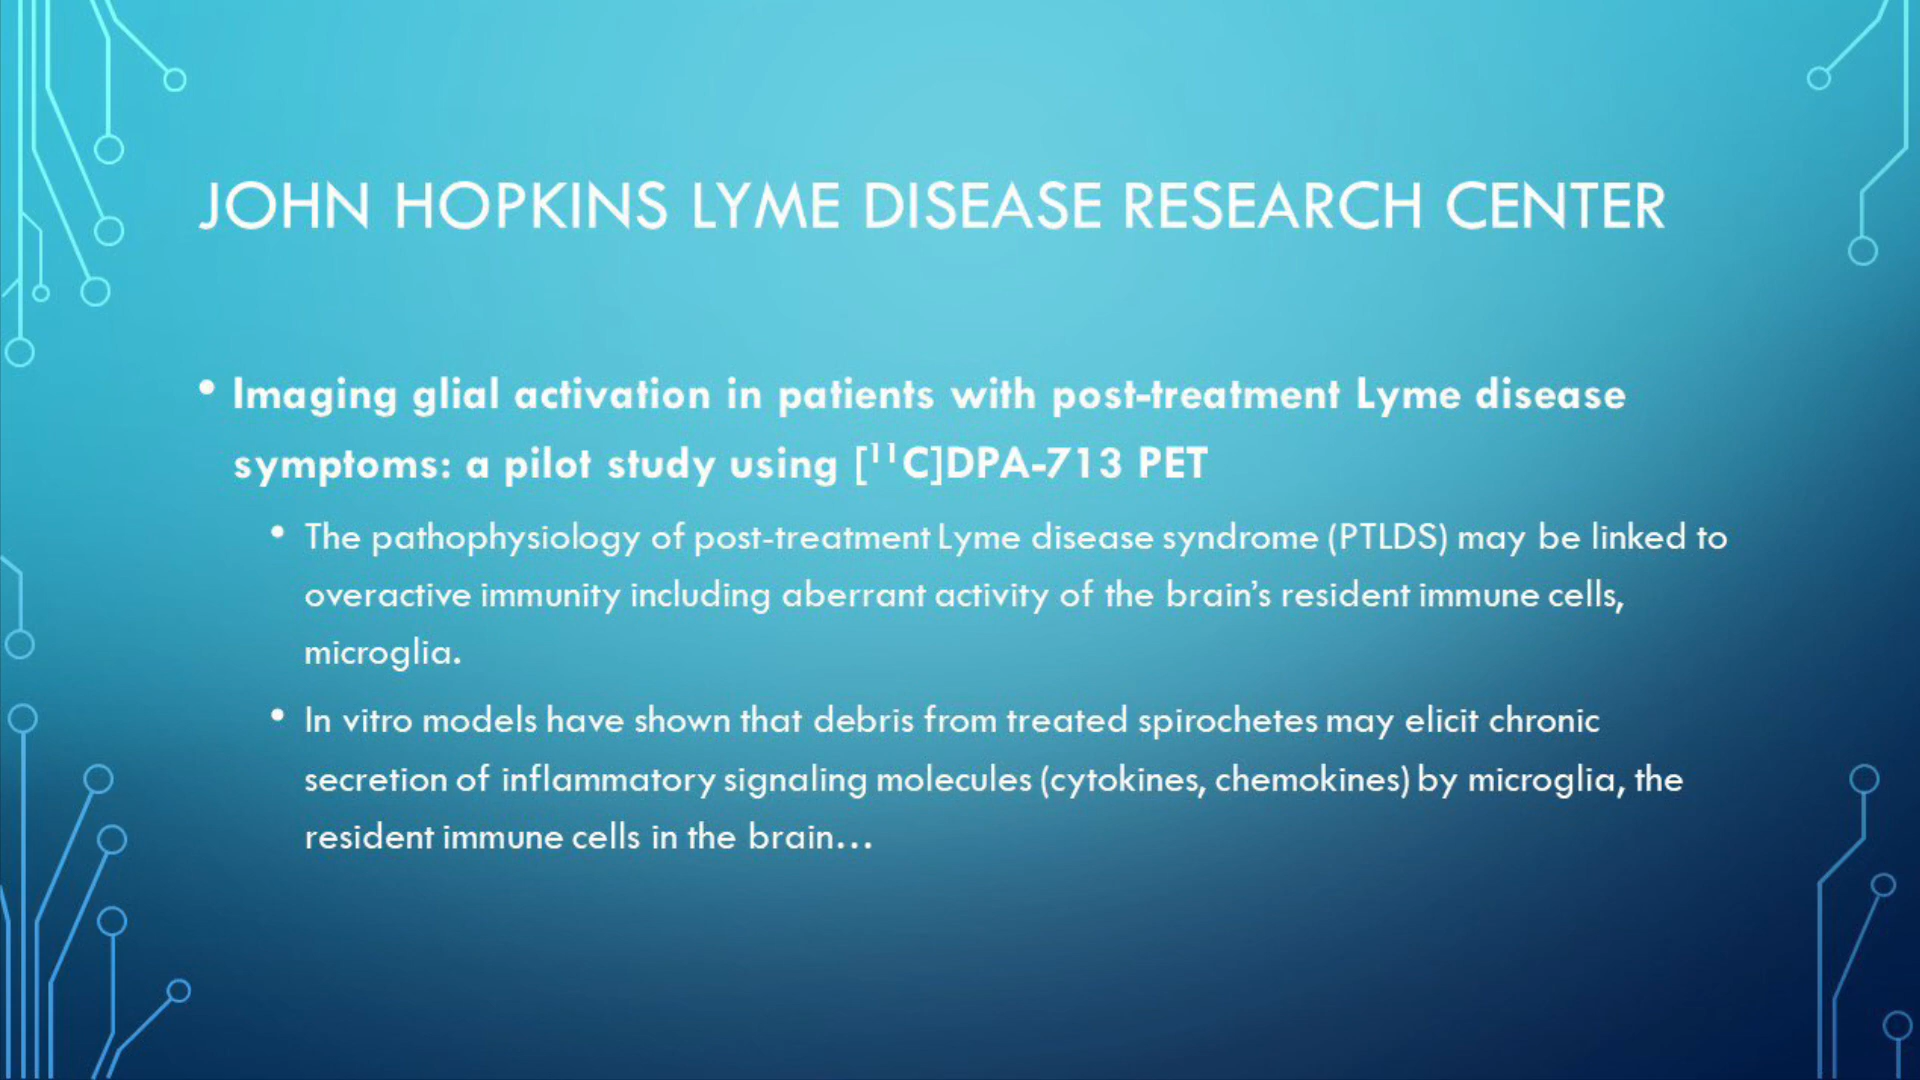 JOHN HOPKINS LYME DISEASE RESEARCH CENTER
• Imaging glial activation in patients with post-treatment Lyme disease
symptoms: a pilot study using [¹¹C]DPA-713 PET
• The pathophysiology of post-treatment Lyme disease syndrome (PTLDS) may be linked to
overactive immunity including aberrant activity of the brain’s resident immune cells,
microglia.
• In vitro models have shown that debris from treated spirochetes may elicit chronic
secretion of inflammatory signaling molecules (cytokines, chemokines) by microglia, the
resident immune cells in the brain…